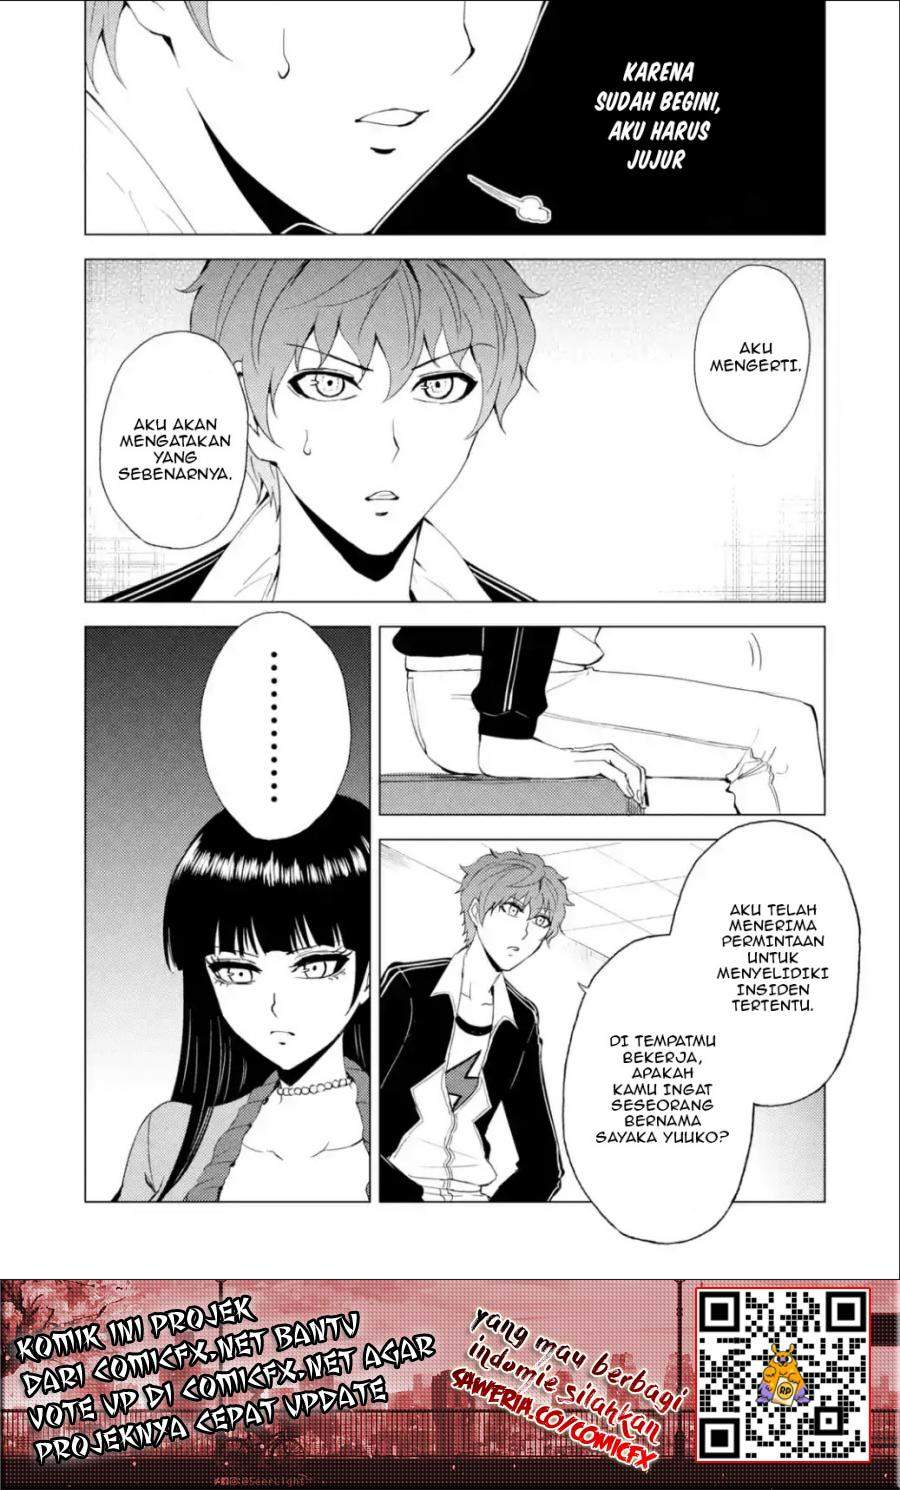 KARENA
SUDAH BEGINI,
AKU HARUS
JUJUR
AKU
MENGERTI.
AKU AKAN
MENGATAKAN
YANG
SEBENARNYA.
AKU TELAH
MENERIMA
PERMINTAAN
UNTUK
MENYELIDIKI
INSIDEN
TERTENTU.
DI TEMPATMU
BEKERJA,
APAKAH
KAMU INGAT
SESEORANG
BERNAMA
SAYAKA YUUKO?
...........
KOMIK INI PROJEK
DARI COMICFX.NET BANTU
VOTE UP DI COMICFX.NET AGAR
PROJEKNYA CEPAT UPDATE
yang mau berbagi
indomie silahkan
SAWERIA.CO/COMICFX
RP
@seerlight